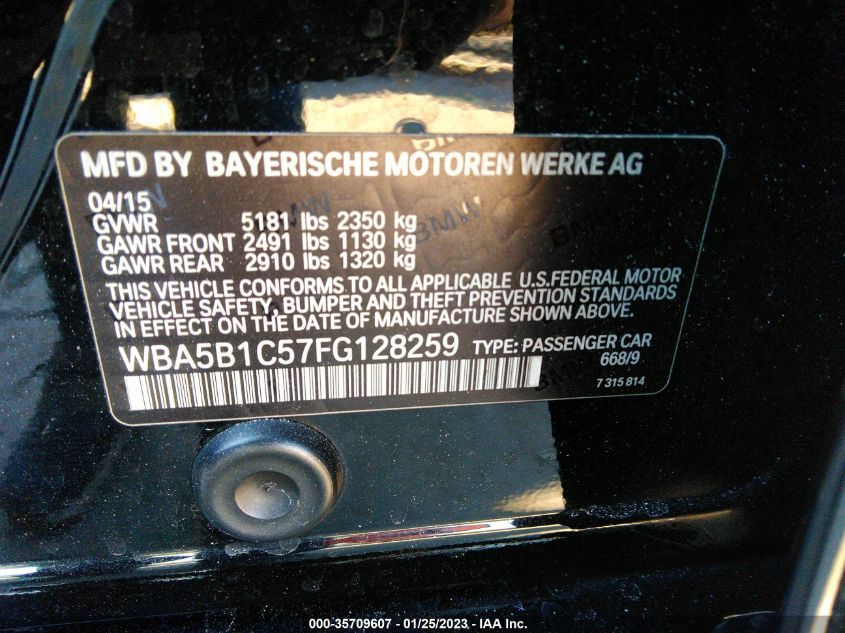 MFD BY BAYERISCHE MOTOREN WERKE AG
04/15
GVWR 5181 lbs 2350 kg
GAWR FRONT 2491 lbs 1130 kg
GAWR REAR 2910 lbs 1320 kg
THIS VEHICLE CONFORMS TO ALL APPLICABLE U.S.FEDERAL MOTOR
VEHICLE SAFETY, BUMPER AND THEFT PREVENTION STANDARDS
IN EFFECT ON THE DATE OF MANUFACTURE SHOWN ABOVE.
WBA5B1C57FG128259 TYPE: PASSENGER CAR
668/9
7 315 814
BMW
000-35709607 - 01/25/2023 - IAA Inc.